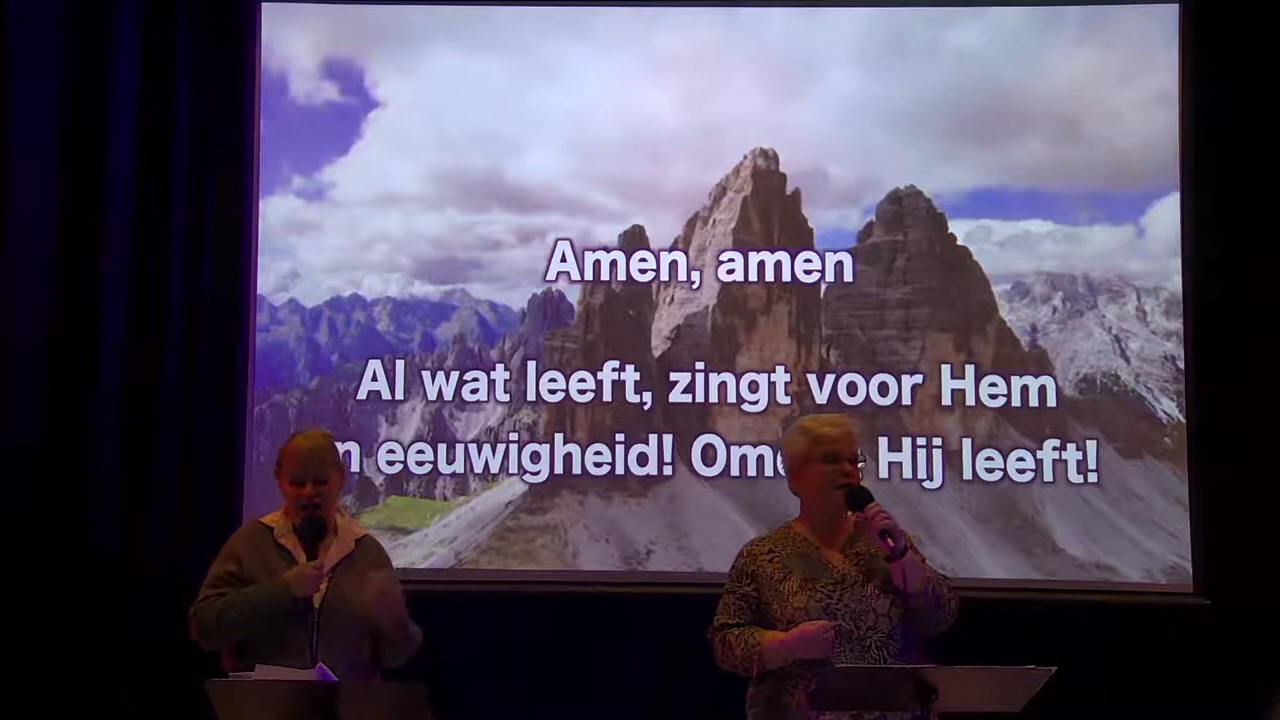 Amen, amen
Al wat leeft, zingt voor Hem
eeuwigheid! Hij leeft!